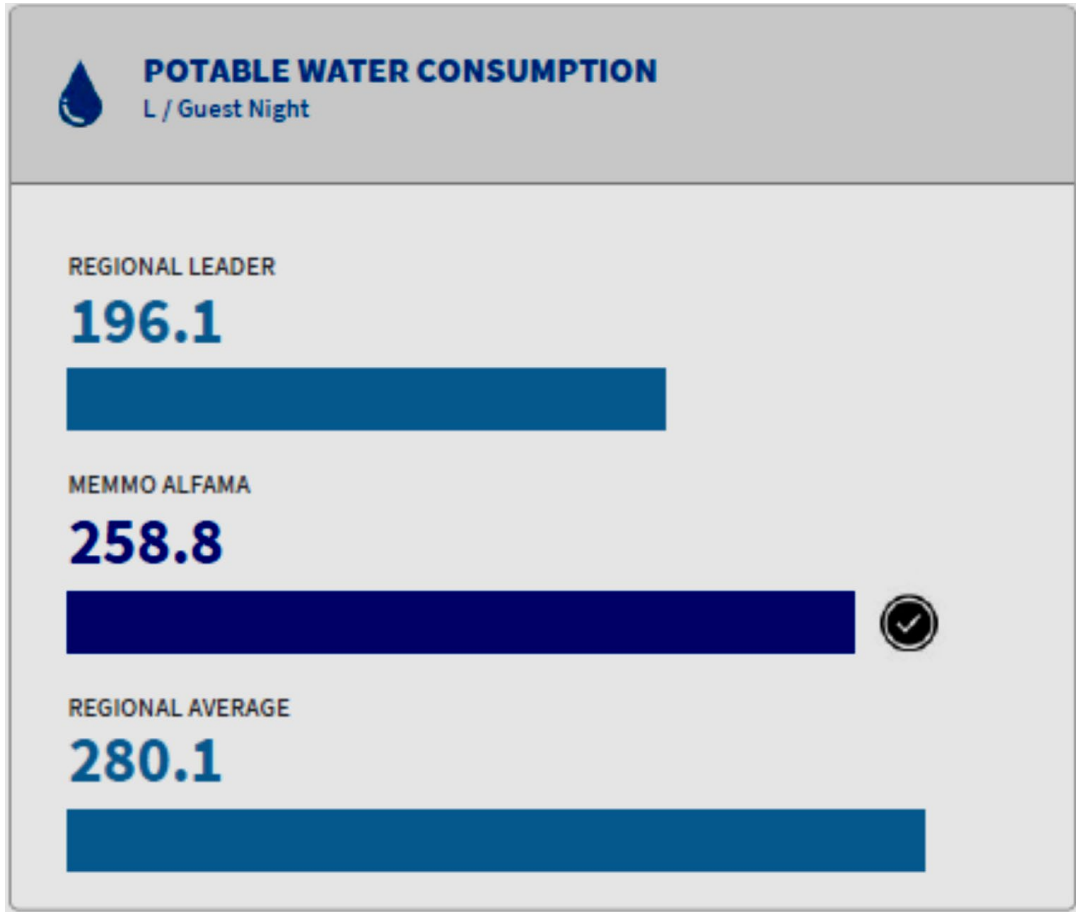 POTABLE WATER CONSUMPTION
L / Guest Night
REGIONAL LEADER
196.1
MEMMO ALFAMA
258.8
REGIONAL AVERAGE
280.1